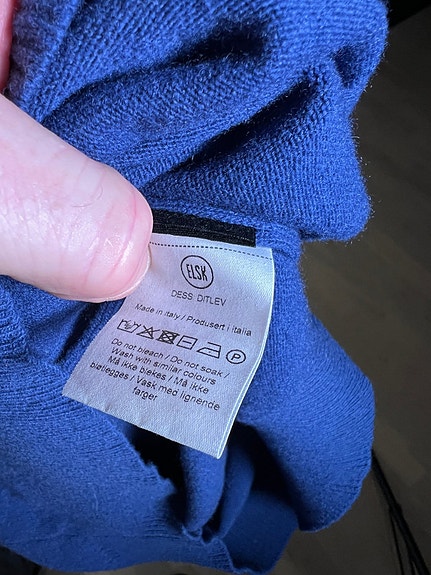 ELSK
DESS DITLEV
Made in italy / Produsert i italia
P
Do not bleach / Do not soak /
Wash with similar colours
Må ikke blekes / Må ikke
bløtlegges / Vask med lignende
farger